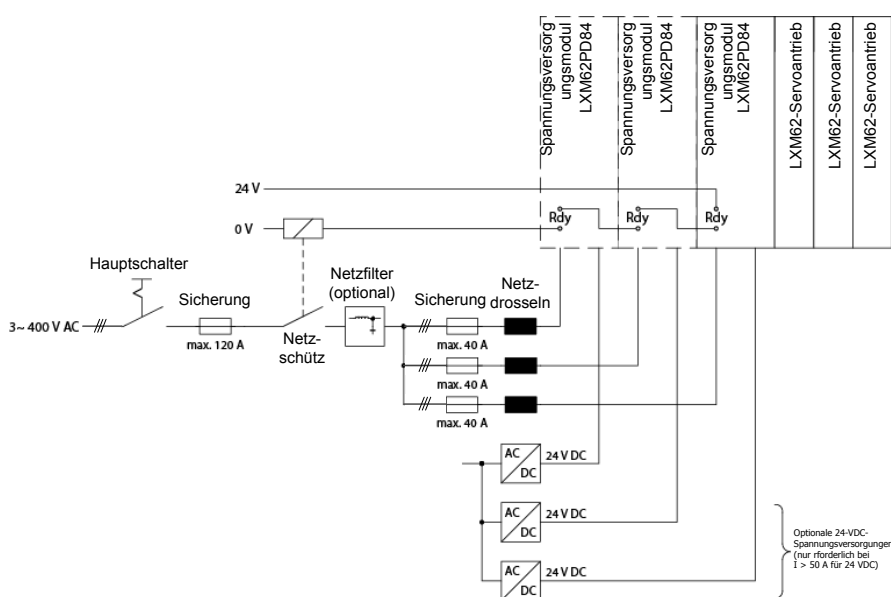 Spannungsversorg
ungsmodul
LXM62PD84
Spannungsversorg
ungsmodul
LXM62PD84
Spannungsversorg
ungsmodul
LXM62PD84
LXM62-Servoantrieb
LXM62-Servoantrieb
LXM62-Servoantrieb
24 V
0 V
Rdy
Rdy
Rdy
Hauptschalter
Sicherung
Netzfilter
(optional)
Sicherung
Netz-
drosseln
3~ 400 V AC
max. 120 A
Netz-
schütz
max. 40 A
max. 40 A
max. 40 A
AC
DC
24 V DC
AC
DC
24 V DC
AC
DC
24 V DC
Optionale 24-VDC-
Spannungsversorgungen
(nur rforderlich bei
I > 50 A für 24 VDC)